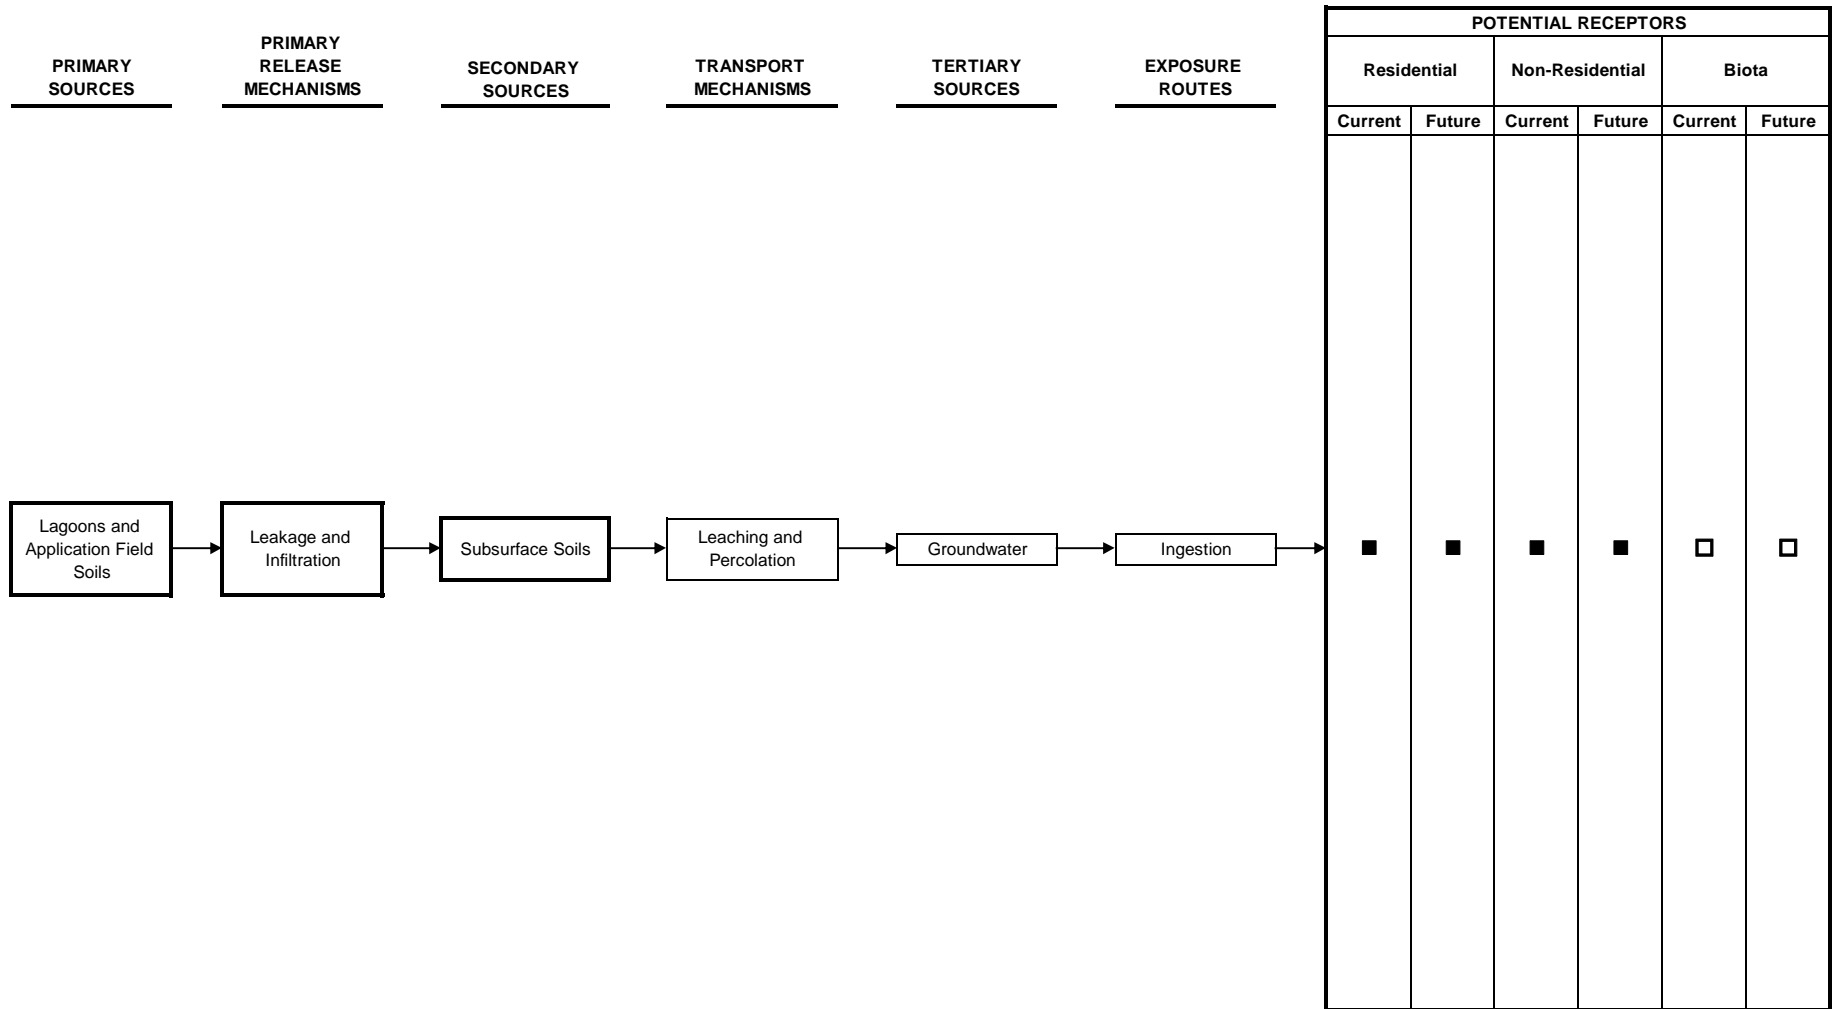 POTENTIAL RECEPTORS
PRIMARY
SOURCES
PRIMARY
RELEASE
MECHANISMS
SECONDARY
SOURCES
TRANSPORT
MECHANISMS
TERTIARY
SOURCES
EXPOSURE
ROUTES
Residential
Non-Residential
Biota
Current
Future
Current
Future
Current
Future
Lagoons and
Application Field
Soils
Leakage and
Infiltration
Subsurface Soils
Leaching and
Percolation
Groundwater
Ingestion